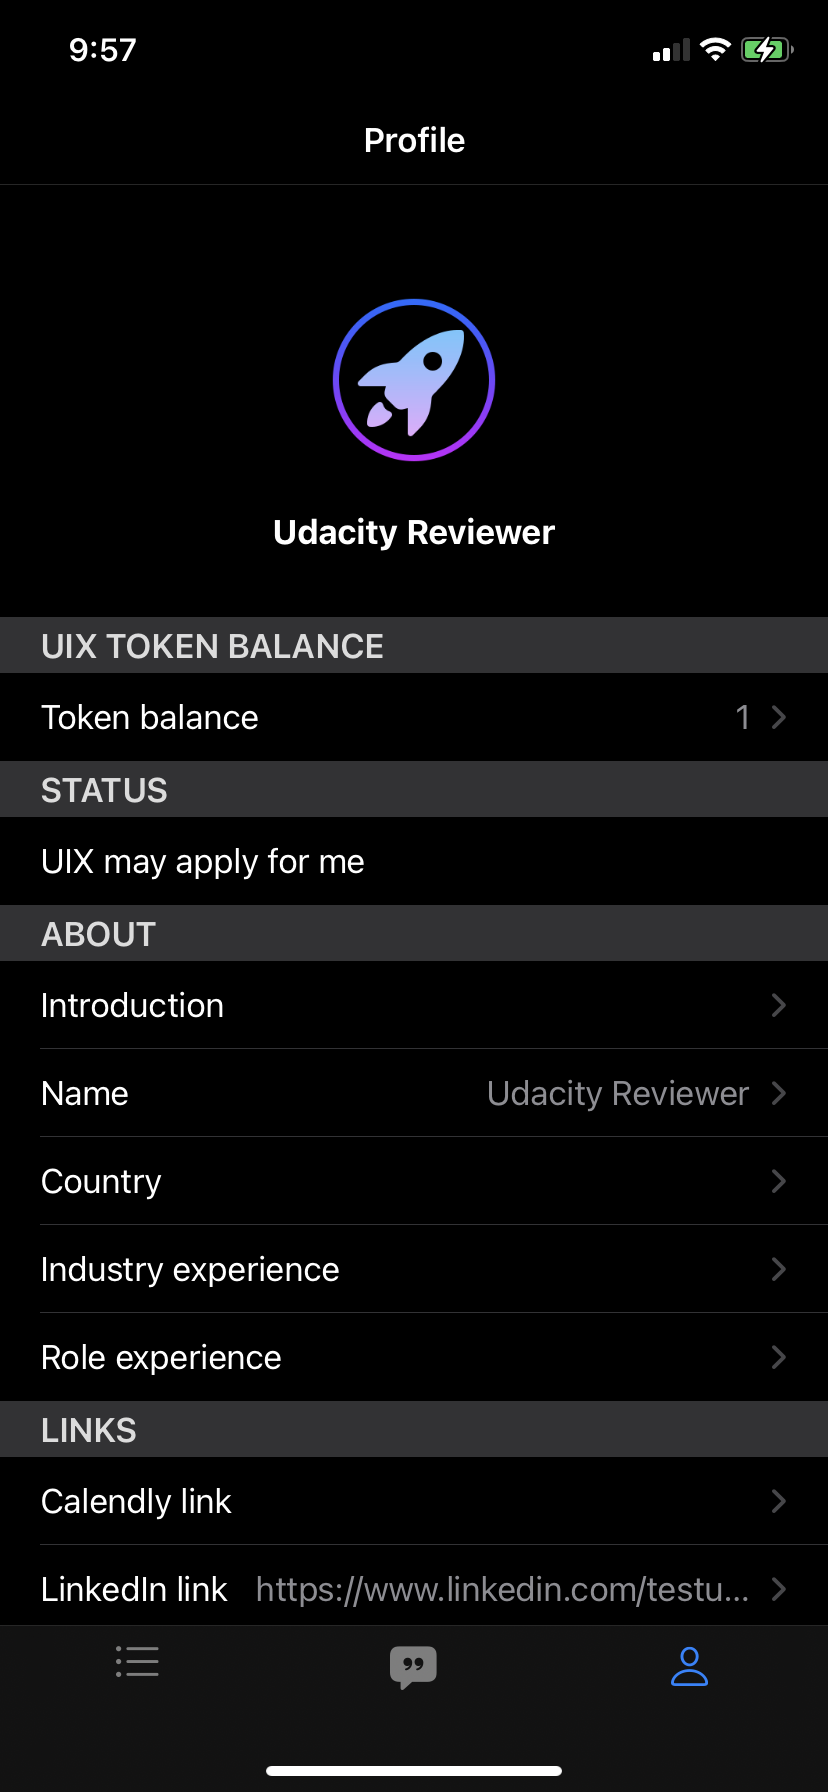 9:57
Profile
Udacity Reviewer
UIX TOKEN BALANCE
Token balance 1
STATUS
UIX may apply for me
ABOUT
Introduction
Name Udacity Reviewer
Country
Industry experience
Role experience
LINKS
Calendly link
LinkedIn link https://www.linkedin.com/testu...